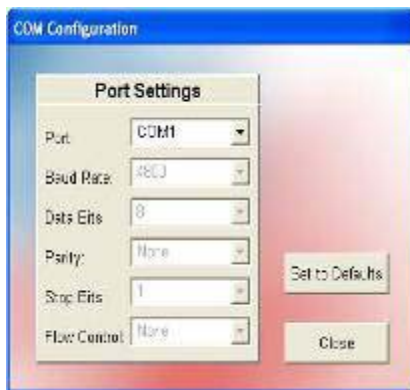 COM Configuration
Port Settings
Port: COM1
Baud Rate:
Data Bits 8
Parity: None
Stop Bits 1
Flow Control: None
Set to Defaults
Close